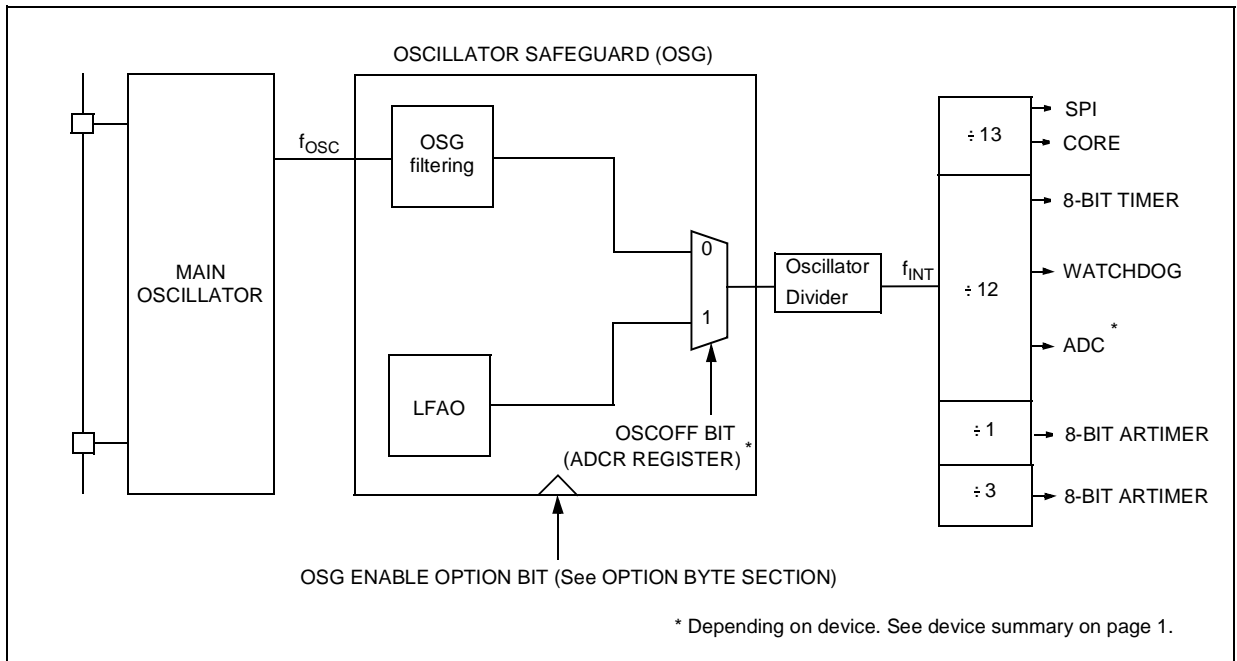 OSCILLATOR SAFEGUARD (OSG)
MAIN
OSCILLATOR
fOSC
OSG
filtering
LFAO
0
1
OSCOFF BIT
(ADCR REGISTER) *
OSG ENABLE OPTION BIT (See OPTION BYTE SECTION)
Oscillator
Divider
fINT
÷ 13
÷ 12
÷ 1
÷ 3
SPI
CORE
8-BIT TIMER
WATCHDOG
ADC *
8-BIT ARTIMER
8-BIT ARTIMER
* Depending on device. See device summary on page 1.